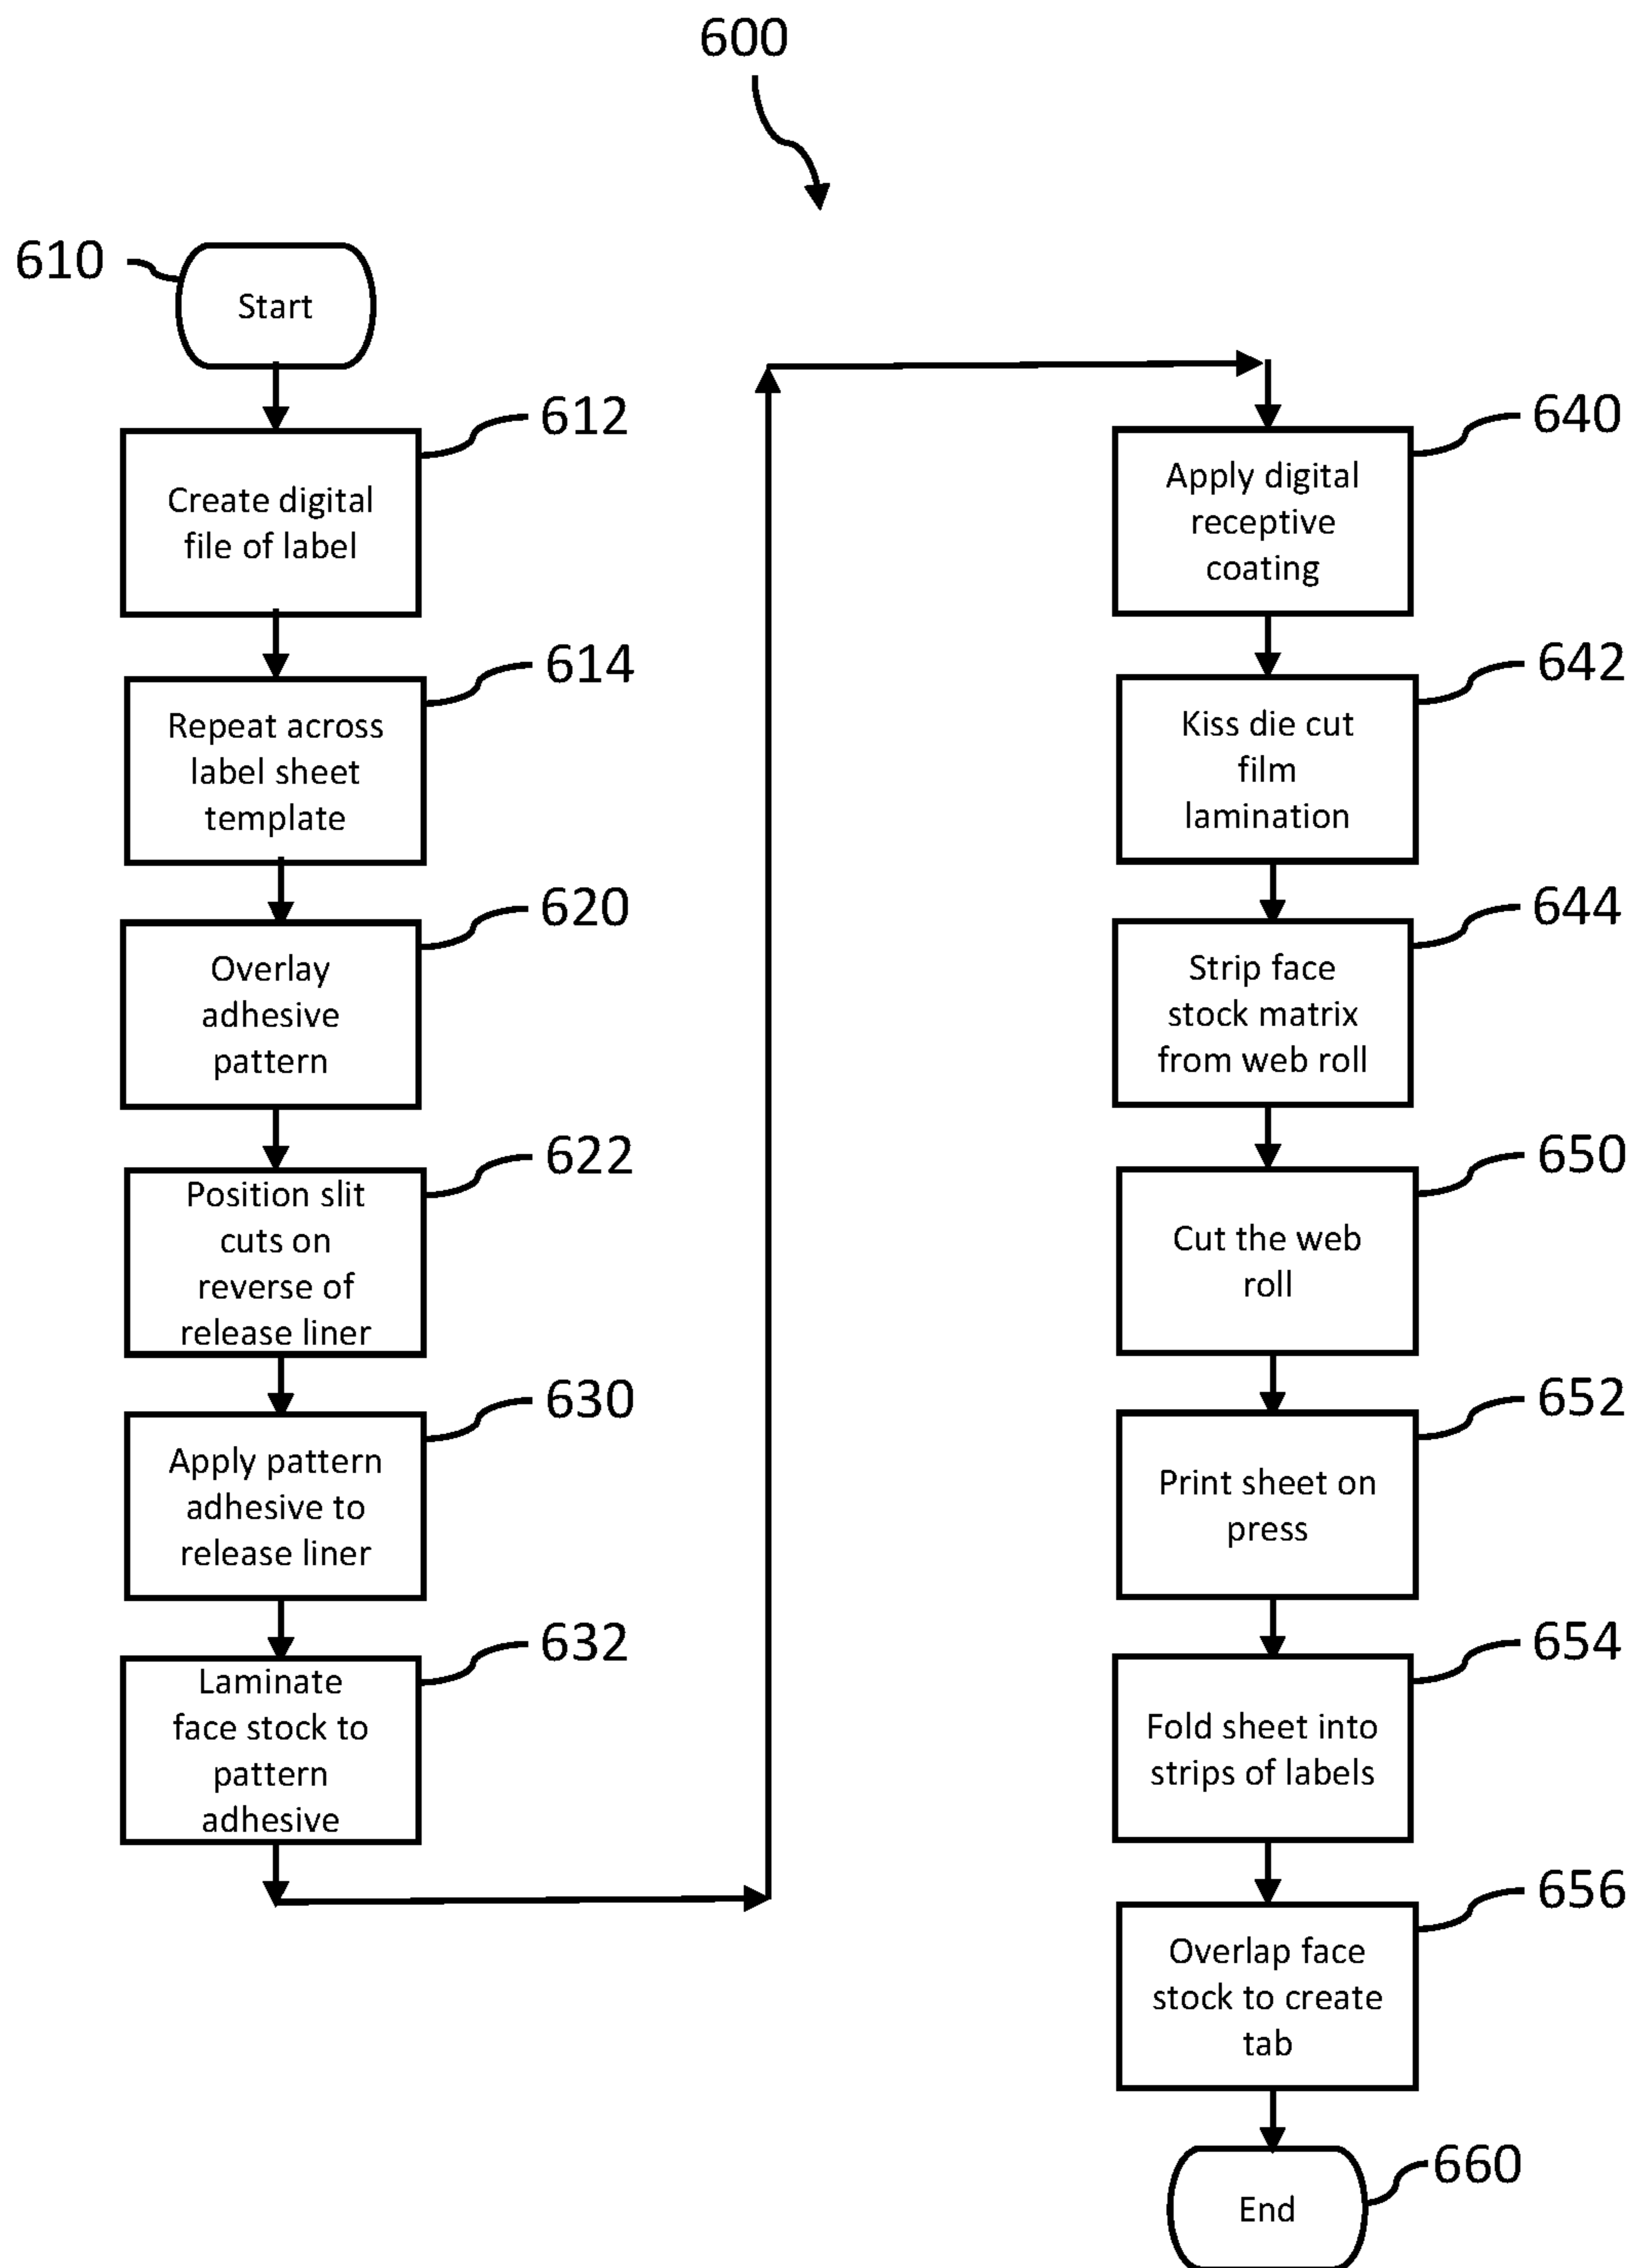 600
610
Start
612
Create digital
file of label
614
Repeat across
label sheet
template
620
Overlay
adhesive
pattern
622
Position slit
cuts on
reverse of
release liner
630
Apply pattern
adhesive to
release liner
632
Laminate
face stock to
pattern
adhesive
640
Apply digital
receptive
coating
642
Kiss die cut
film
lamination
644
Strip face
stock matrix
from web roll
650
Cut the web
roll
652
Print sheet on
press
654
Fold sheet into
strips of labels
656
Overlap face
stock to create
tab
660
End